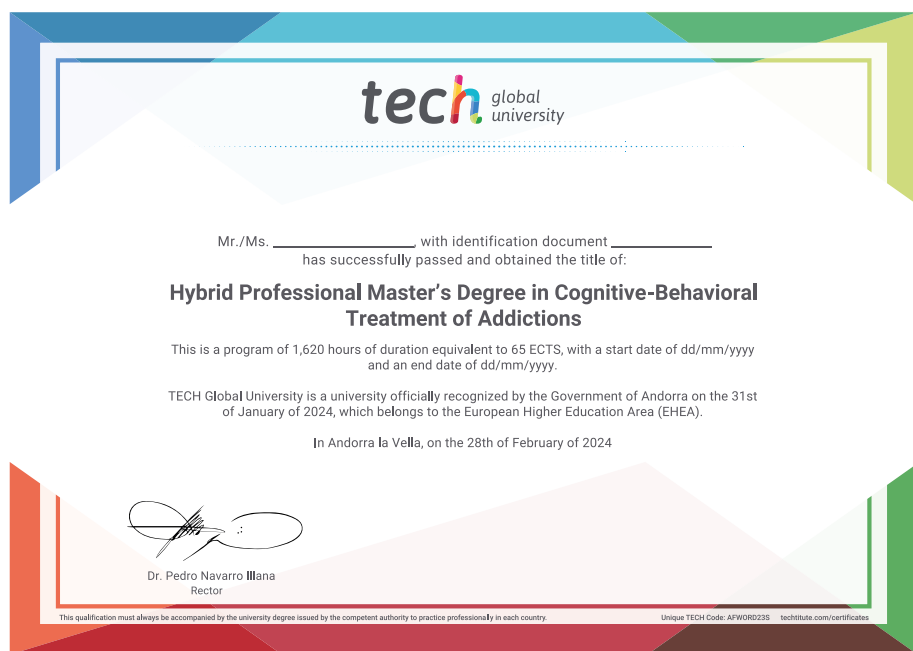 tech global university
Mr./Ms. ____________________, with identification document ______________
has successfully passed and obtained the title of:
Hybrid Professional Master’s Degree in Cognitive-Behavioral
Treatment of Addictions
This is a program of 1,620 hours of duration equivalent to 65 ECTS, with a start date of dd/mm/yyyy
and an end date of dd/mm/yyyy.
TECH Global University is a university officially recognized by the Government of Andorra on the 31st
of January of 2024, which belongs to the European Higher Education Area (EHEA).
In Andorra la Vella, on the 28th of February of 2024
Dr. Pedro Navarro Illana
Rector
This qualification must always be accompanied by the university degree issued by the competent authority to practice professionally in each country.
Unique TECH Code: AFWORD23S techtitute.com/certificates